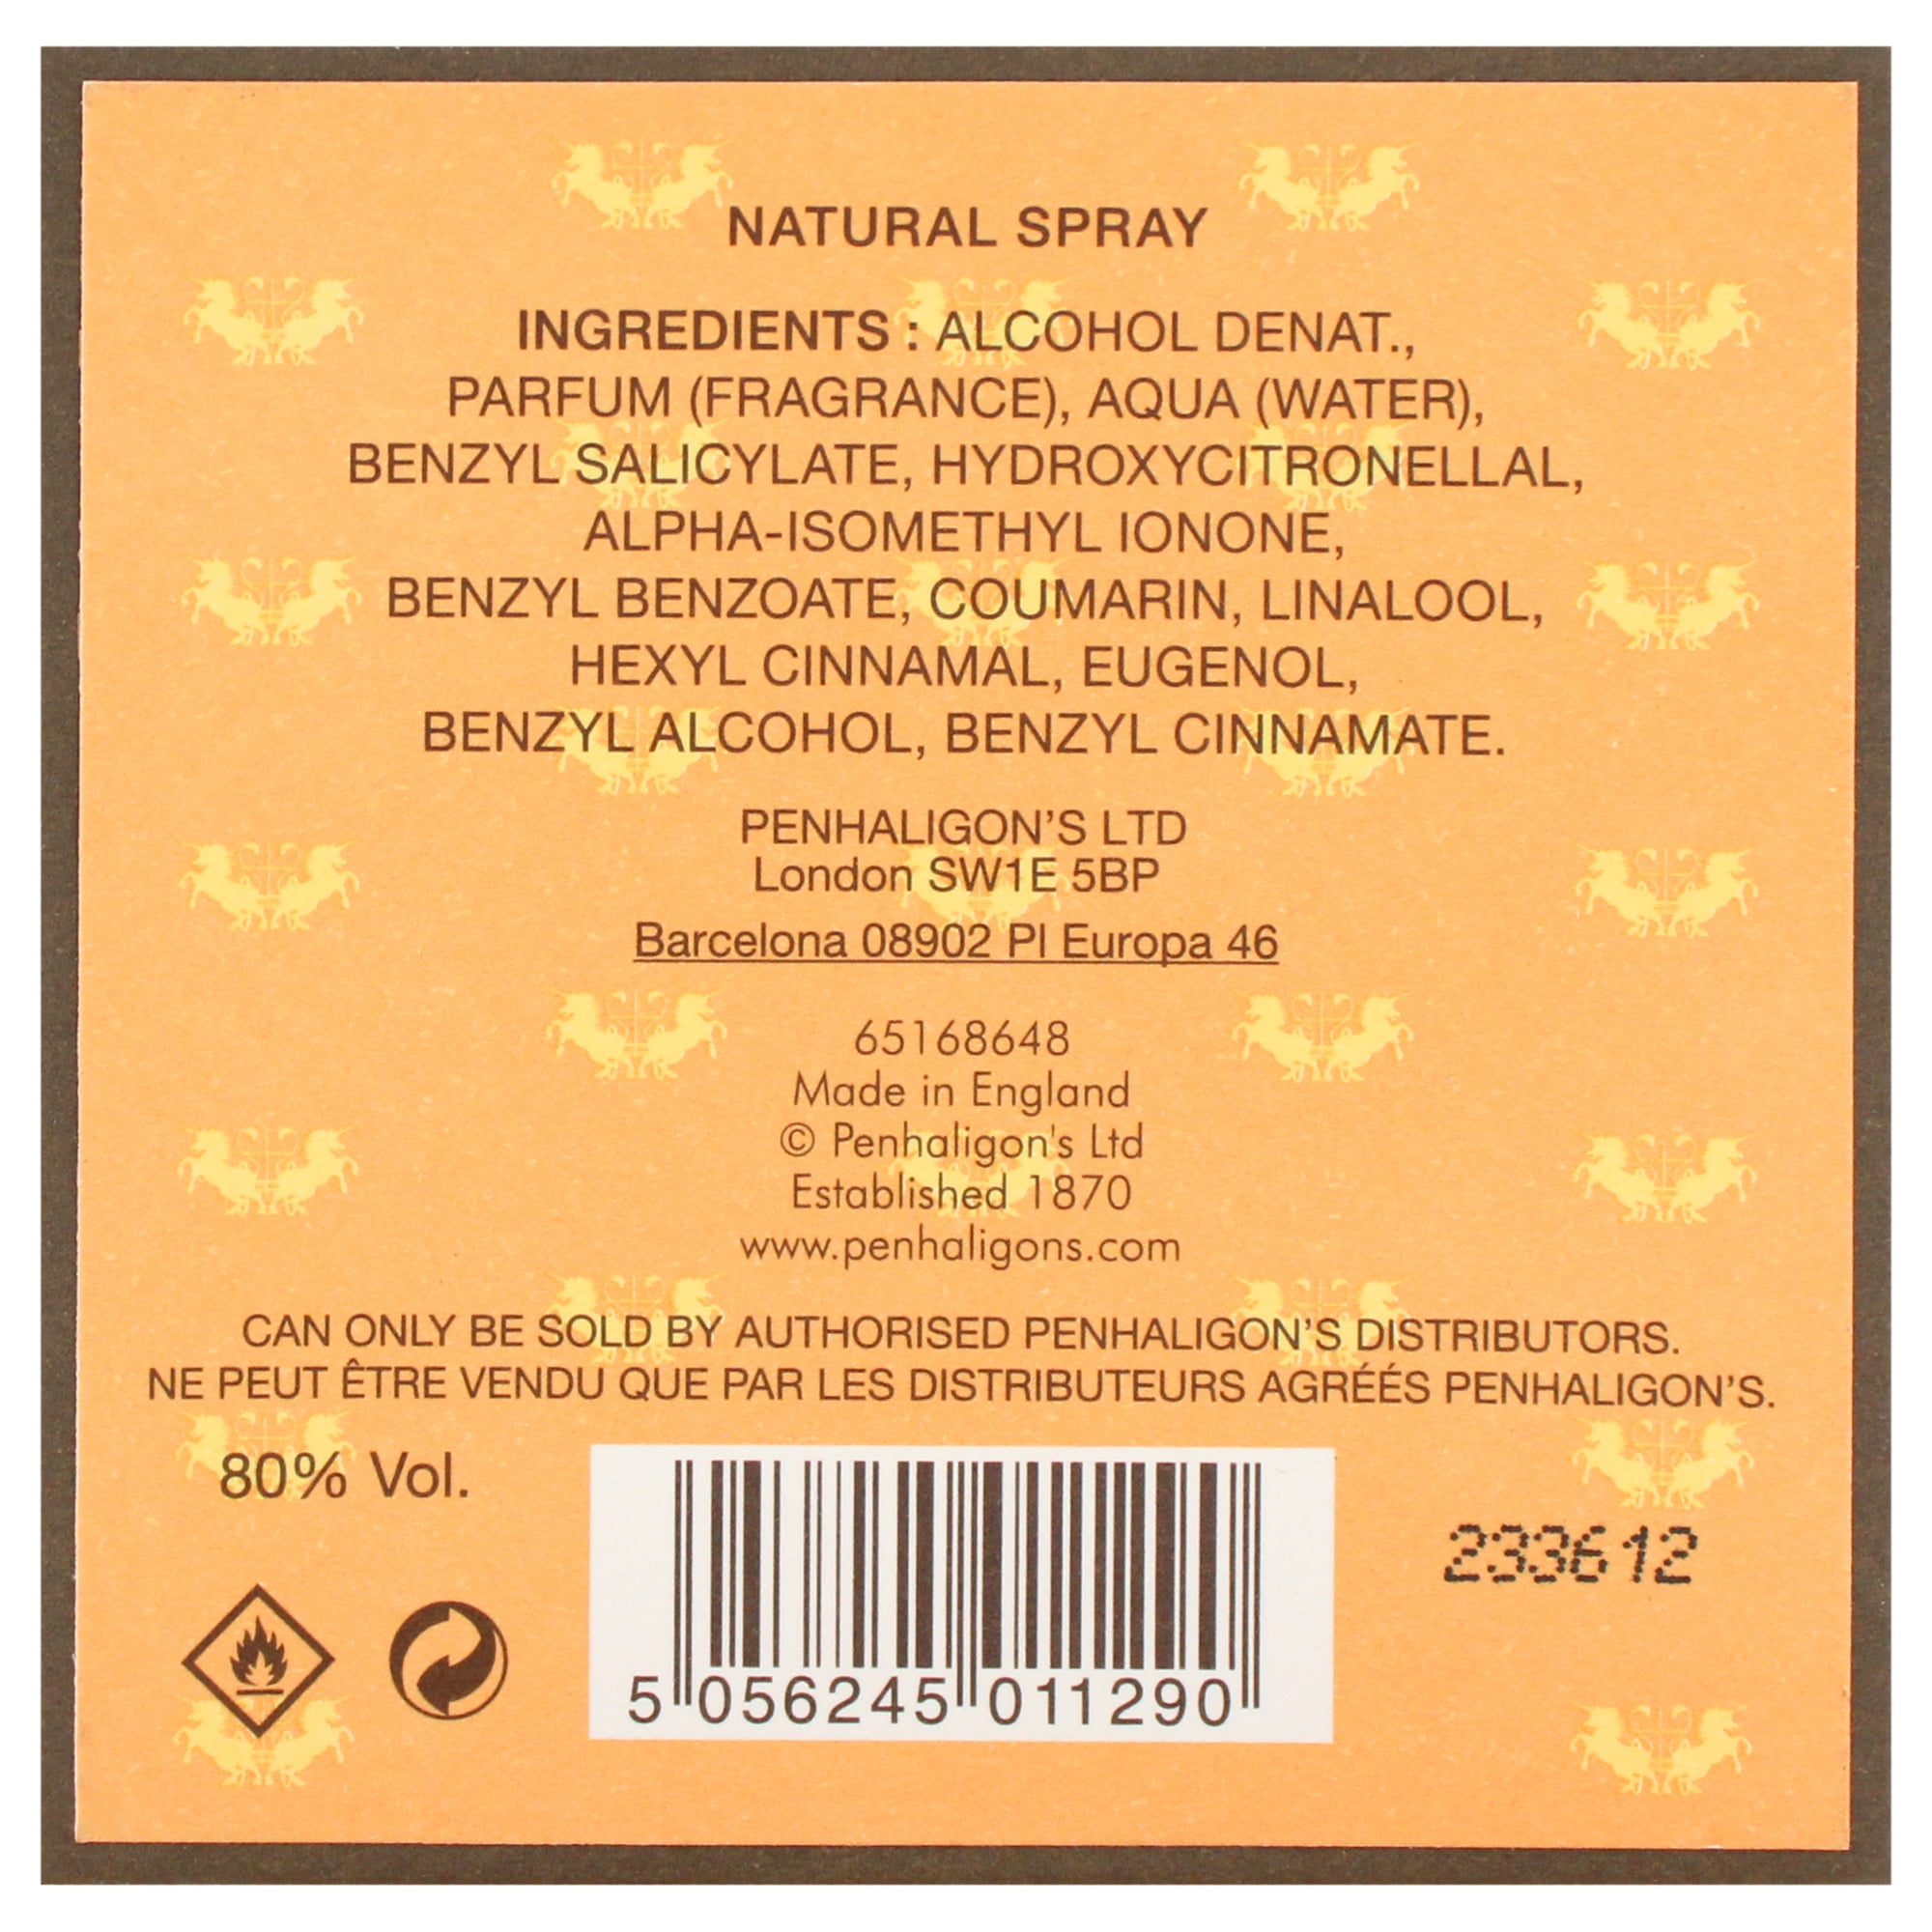 NATURAL SPRAY
INGREDIENTS : ALCOHOL DENAT.,
PARFUM (FRAGRANCE), AQUA (WATER),
BENZYL SALICYLATE, HYDROXYCITRONELLAL,
ALPHA-ISOMETHYL IONONE,
BENZYL BENZOATE, COUMARIN, LINALOOL,
HEXYL CINNAMAL, EUGENOL,
BENZYL ALCOHOL, BENZYL CINNAMATE.
PENHALIGON'S LTD
London SW1E 5BP
Barcelona 08902 Pl Europa 46
65168648
Made in England
© Penhaligon's Ltd
Established 1870
www.penhaligons.com
CAN ONLY BE SOLD BY AUTHORISED PENHALIGON'S DISTRIBUTORS.
NE PEUT ÊTRE VENDU QUE PAR LES DISTRIBUTEURS AGRÉÉS PENHALIGON'S.
80% Vol.
233612
5 056245 011290